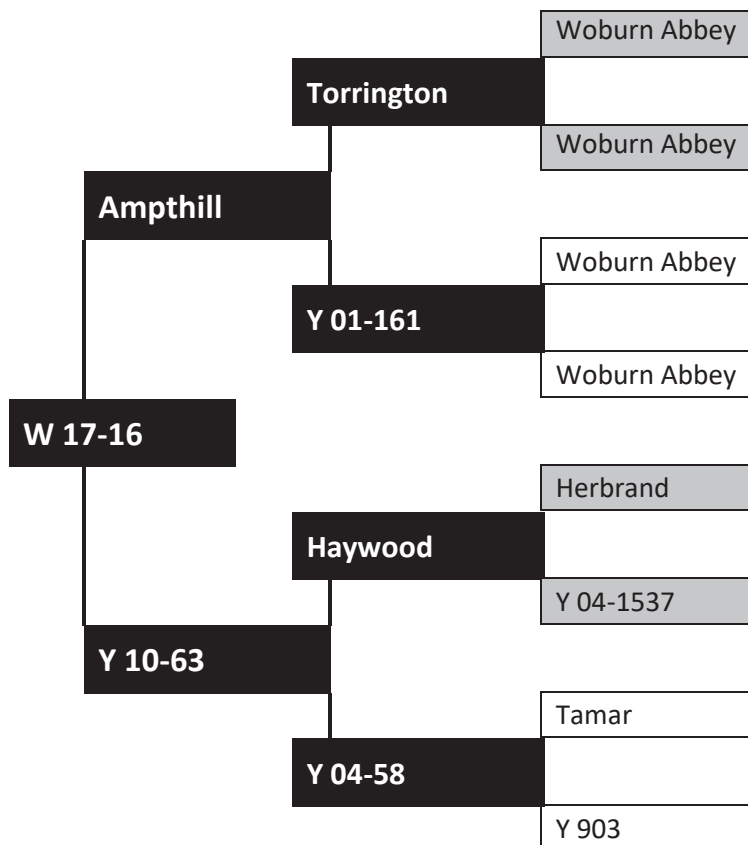 Woburn Abbey
Torrington
Woburn Abbey
Ampthill
Woburn Abbey
Y 01-161
Woburn Abbey
W 17-16
Herbrand
Haywood
Y 04-1537
Y 10-63
Tamar
Y 04-58
Y 903